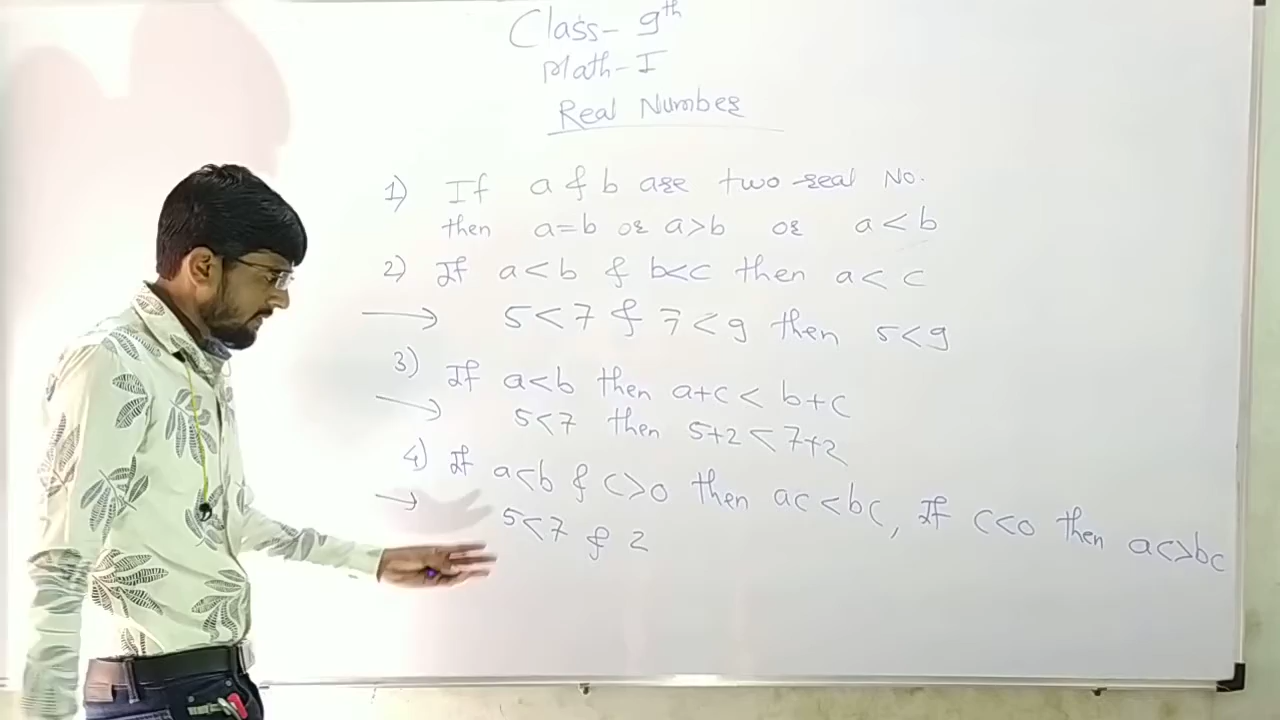 Class- 9th
Math-I
Real Number
1) If a & b are two real No.
then a=b or a>b or a<b
2) If a<b & b<c then a<c
→ 5<7 & 7<9 then 5<9
3) If a<b then a+c < b+c
→ 5<7 then 5+2<7+2
4) If a<b & c>0 then ac<bc, If c<0 then ac>bc
→ 5<7 & 2